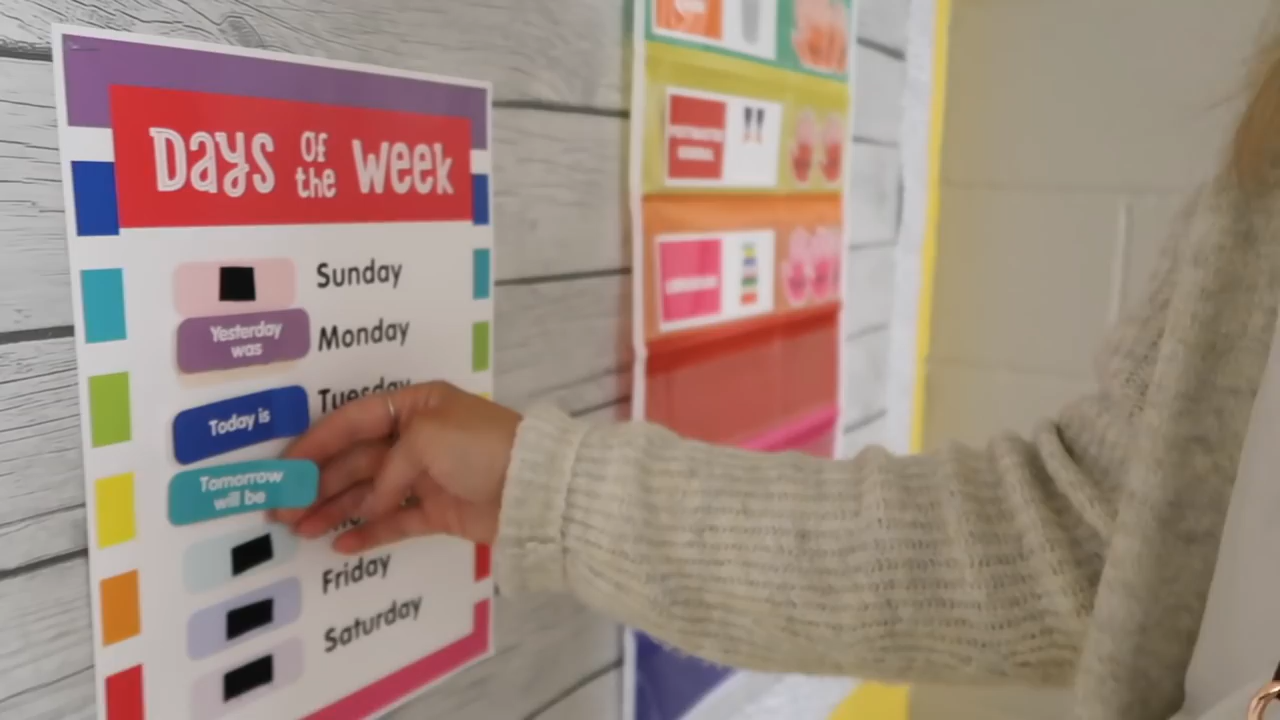 Days of the Week
Sunday
Yesterday
was
Monday
Tuesday
Today is
Tomorrow
will be
Friday
Saturday